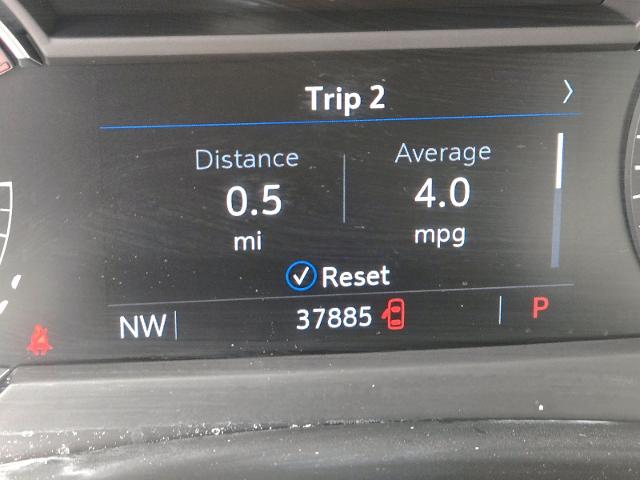 Trip 2
Distance
0.5
mi
Average
4.0
mpg
Reset
NW
37885
P